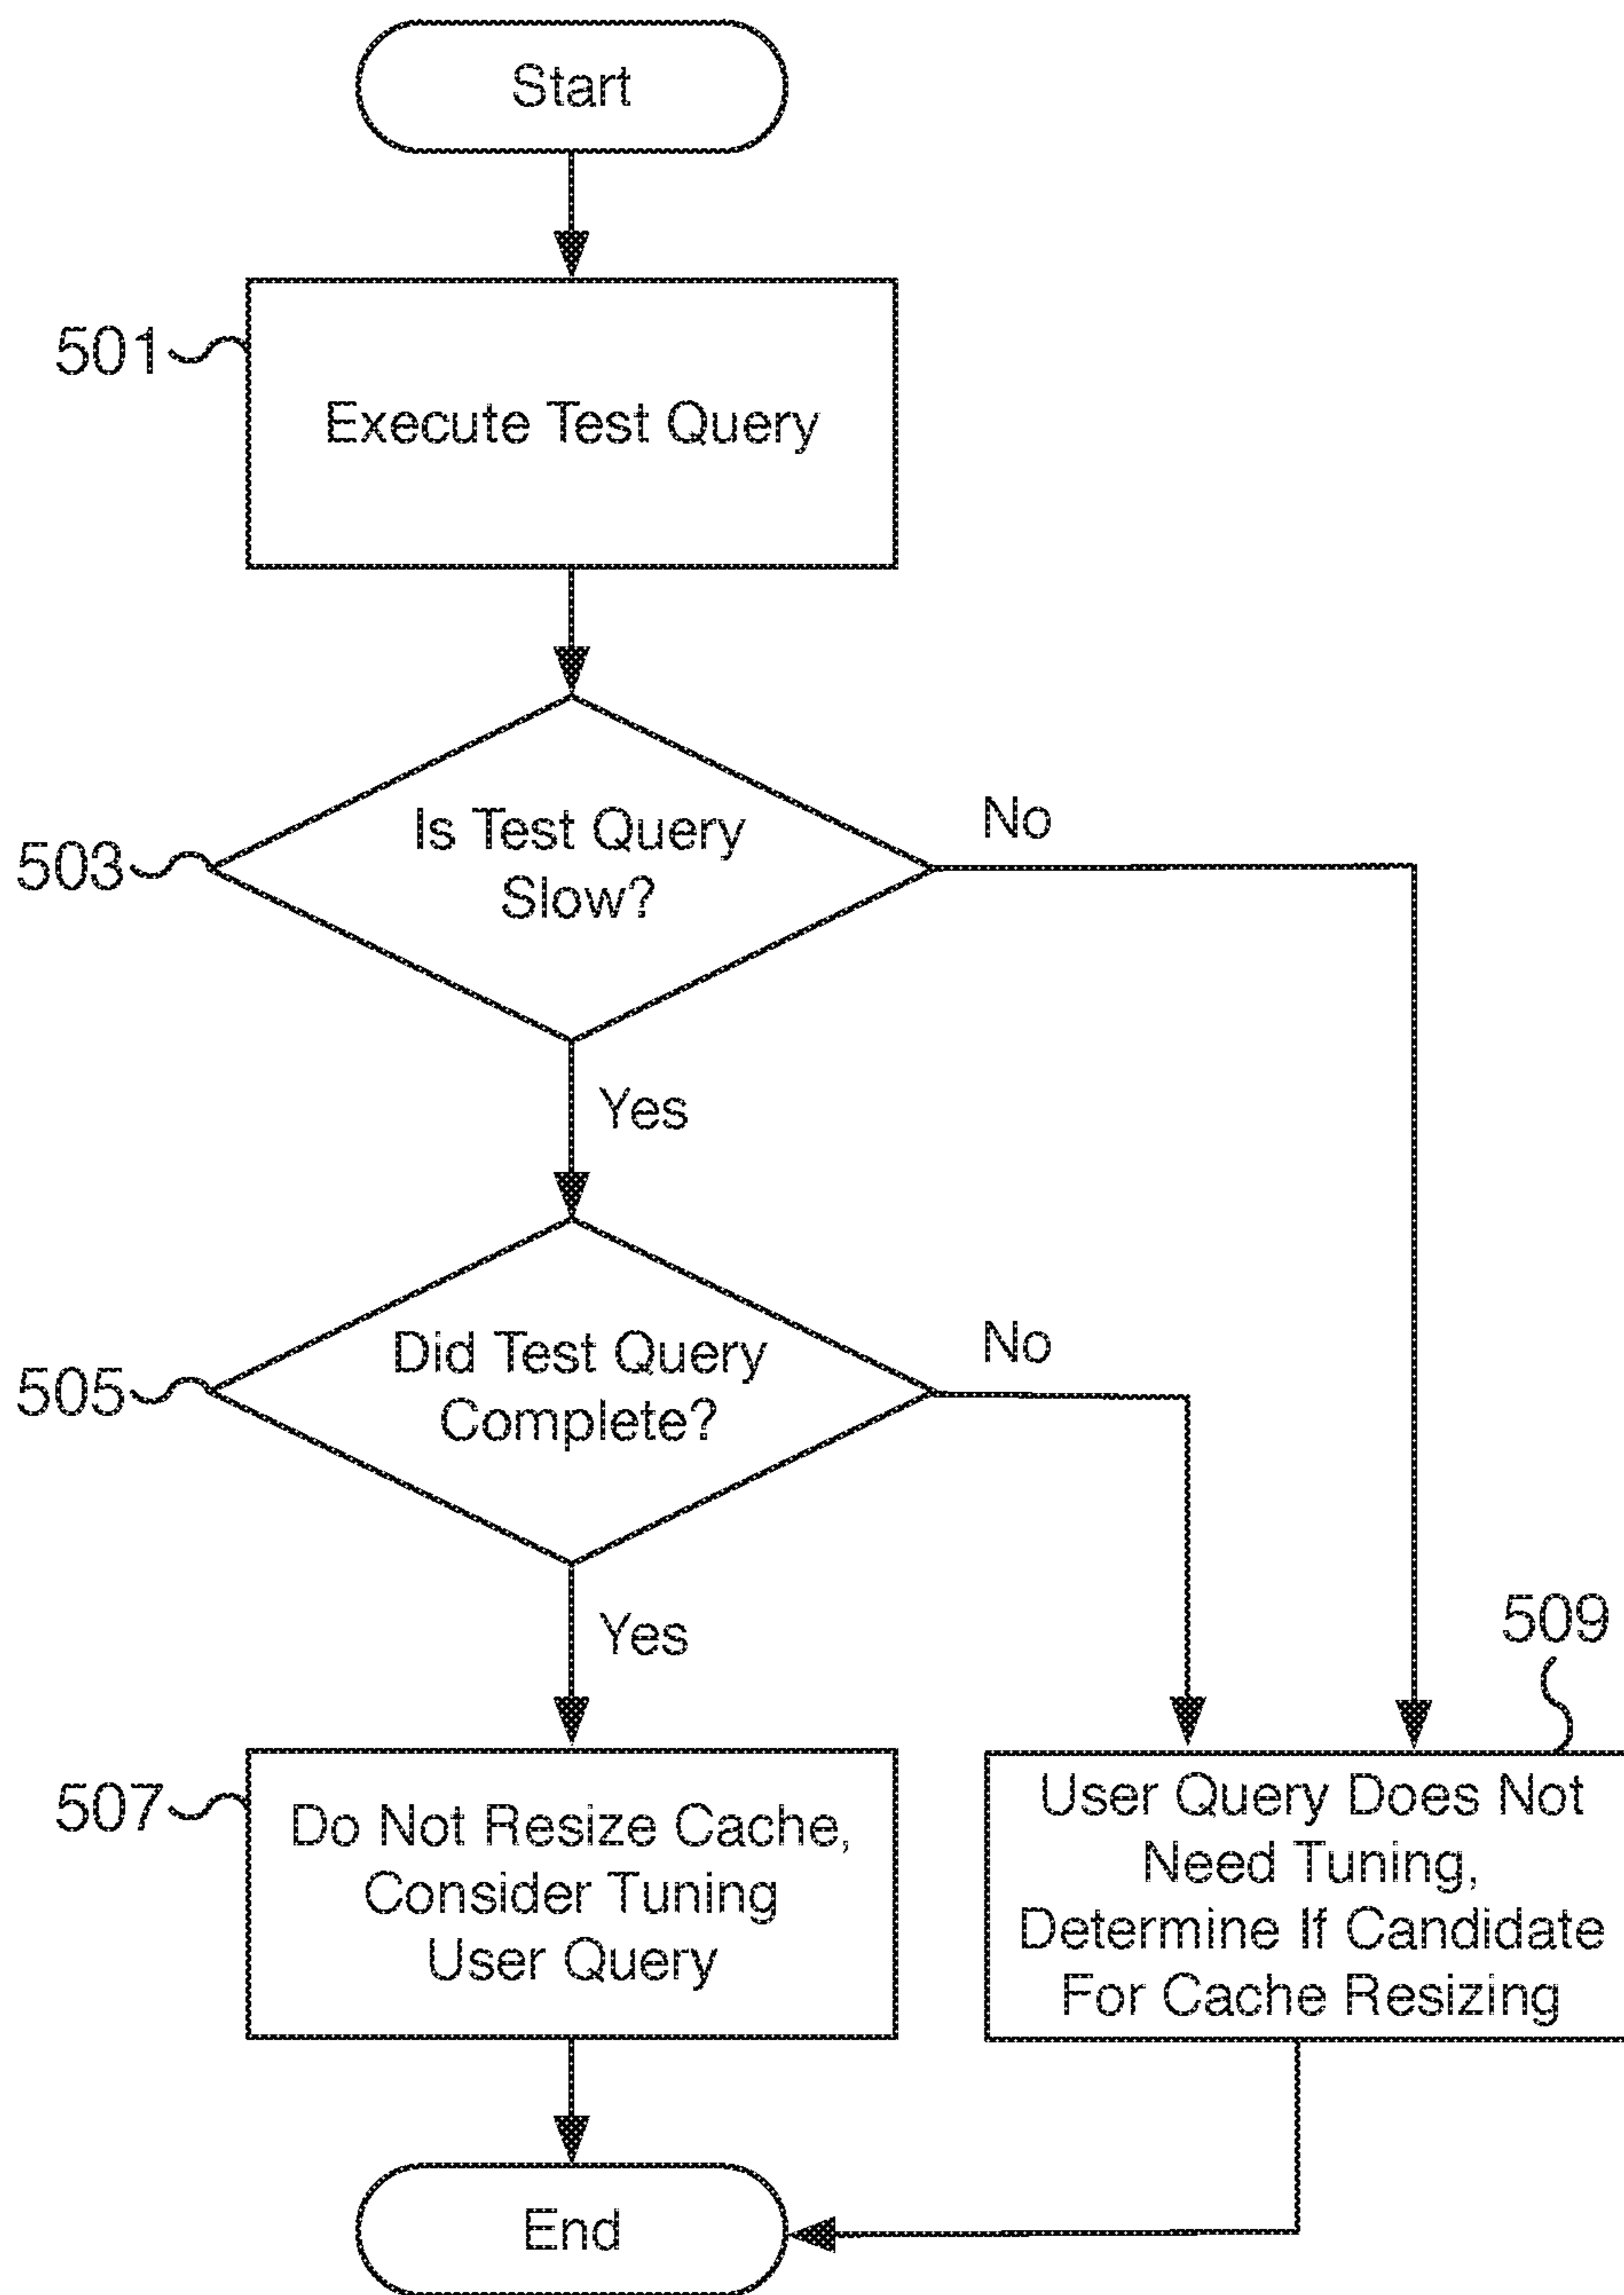 Start
501
Execute Test Query
503
Is Test Query
Slow?
No
Yes
505
Did Test Query
Complete?
No
Yes
507
Do Not Resize Cache,
Consider Tuning
User Query
509
User Query Does Not
Need Tuning,
Determine If Candidate
For Cache Resizing
End